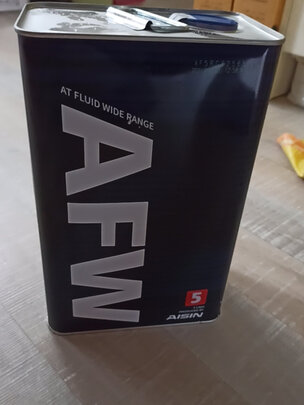 AT FLUID WIDE RANGE
AFW
5
AISIN